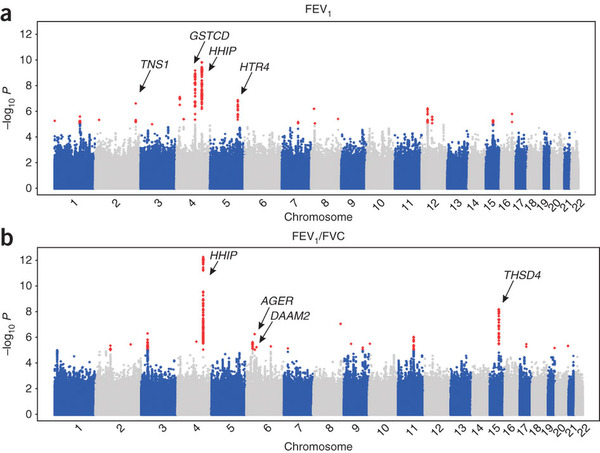 a
FEV1
12
10
8
6
4
2
0
–log10 P
TNS1
GSTCD
HHIP
HTR4
1 2 3 4 5 6 7 8 9 10 11 12 13 14 15 16 17 18 19 20 21 22
Chromosome
b
FEV1/FVC
12
10
8
6
4
2
0
–log10 P
HHIP
AGER
DAAM2
THSD4
1 2 3 4 5 6 7 8 9 10 11 12 13 14 15 16 17 18 19 20 21 22
Chromosome